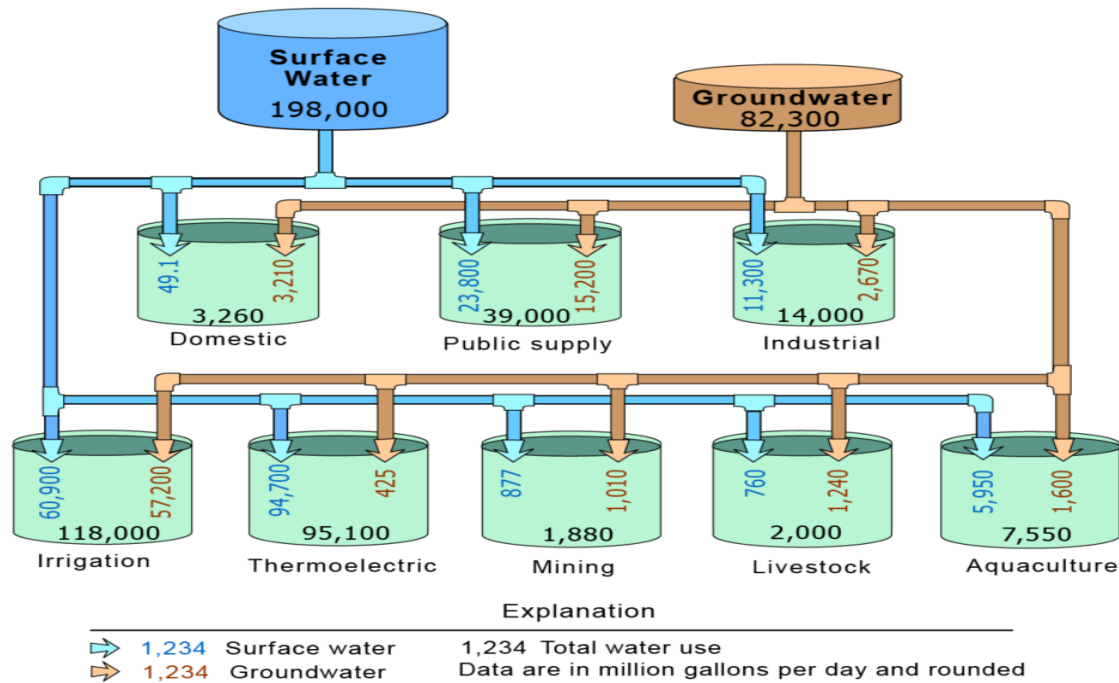 Surface
Water
198,000
Groundwater
82,300
49.1
3,210
3,260
Domestic
23,800
15,200
39,000
Public supply
11,300
2,670
14,000
Industrial
60,900
57,200
118,000
Irrigation
94,700
425
95,100
Thermoelectric
877
1,010
1,880
Mining
760
1,240
2,000
Livestock
5,950
1,600
7,550
Aquaculture
Explanation
1,234 Surface water
1,234 Total water use
1,234 Groundwater
Data are in million gallons per day and rounded